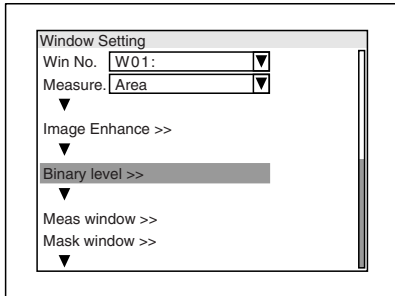 Window Setting
Win No. W01:
Measure. Area
Image Enhance >>
Binary level >>
Meas window >>
Mask window >>